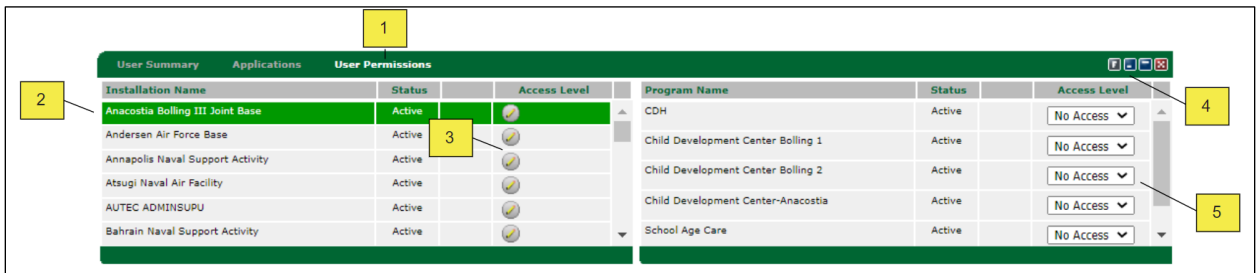 1
User Summary Applications User Permissions
2
Installation Name Status Access Level
Anacostia Bolling III Joint Base Active
Andersen Air Force Base Active
3
Annapolis Naval Support Activity Active
Atsugi Naval Air Facility Active
AUTEC ADMINSUPU Active
Bahrain Naval Support Activity Active
Program Name Status Access Level
4
CDH Active No Access
Child Development Center Bolling 1 Active No Access
Child Development Center Bolling 2 Active No Access
5
Child Development Center-Anacostia Active No Access
School Age Care Active No Access